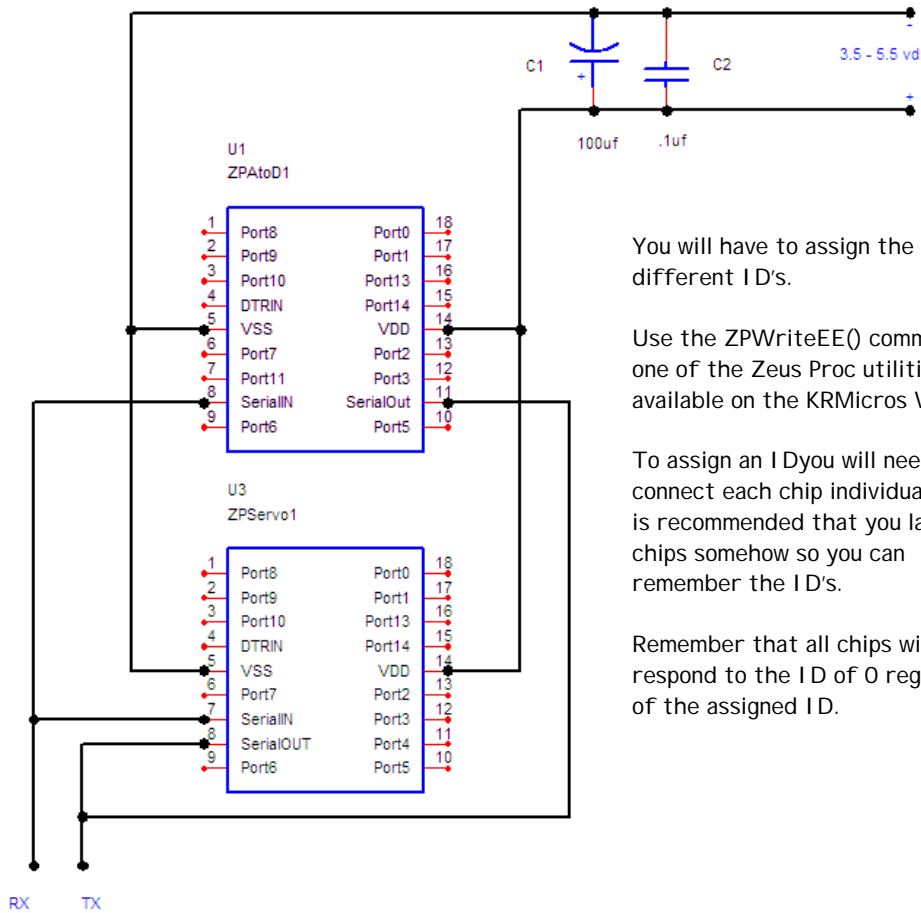 -
3.5 - 5.5 vd
+
C1
+
C2
100uf
.1uf
U1
ZPAtoD1
1 Port8 Port0 18
2 Port9 Port1 17
3 Port10 Port13 16
4 DTRIN Port14 15
5 VSS VDD 14
6 Port7 Port2 13
7 Port11 Port3 12
8 SerialIN SerialOut 11
9 Port6 Port5 10
U3
ZPServo1
1 Port8 Port0 18
2 Port9 Port1 17
3 Port10 Port13 16
4 DTRIN Port14 15
5 VSS VDD 14
6 Port7 Port2 13
7 SerialIN Port3 12
8 SerialOUT Port4 11
9 Port6 Port5 10
RX TX
You will have to assign the
different ID's.
Use the ZPWriteEE() comm
one of the Zeus Proc utiliti
available on the KRMicros
To assign an IDyou will nee
connect each chip individua
is recommended that you la
chips somehow so you can
remember the ID's.
Remember that all chips wi
respond to the ID of 0 reg
of the assigned ID.